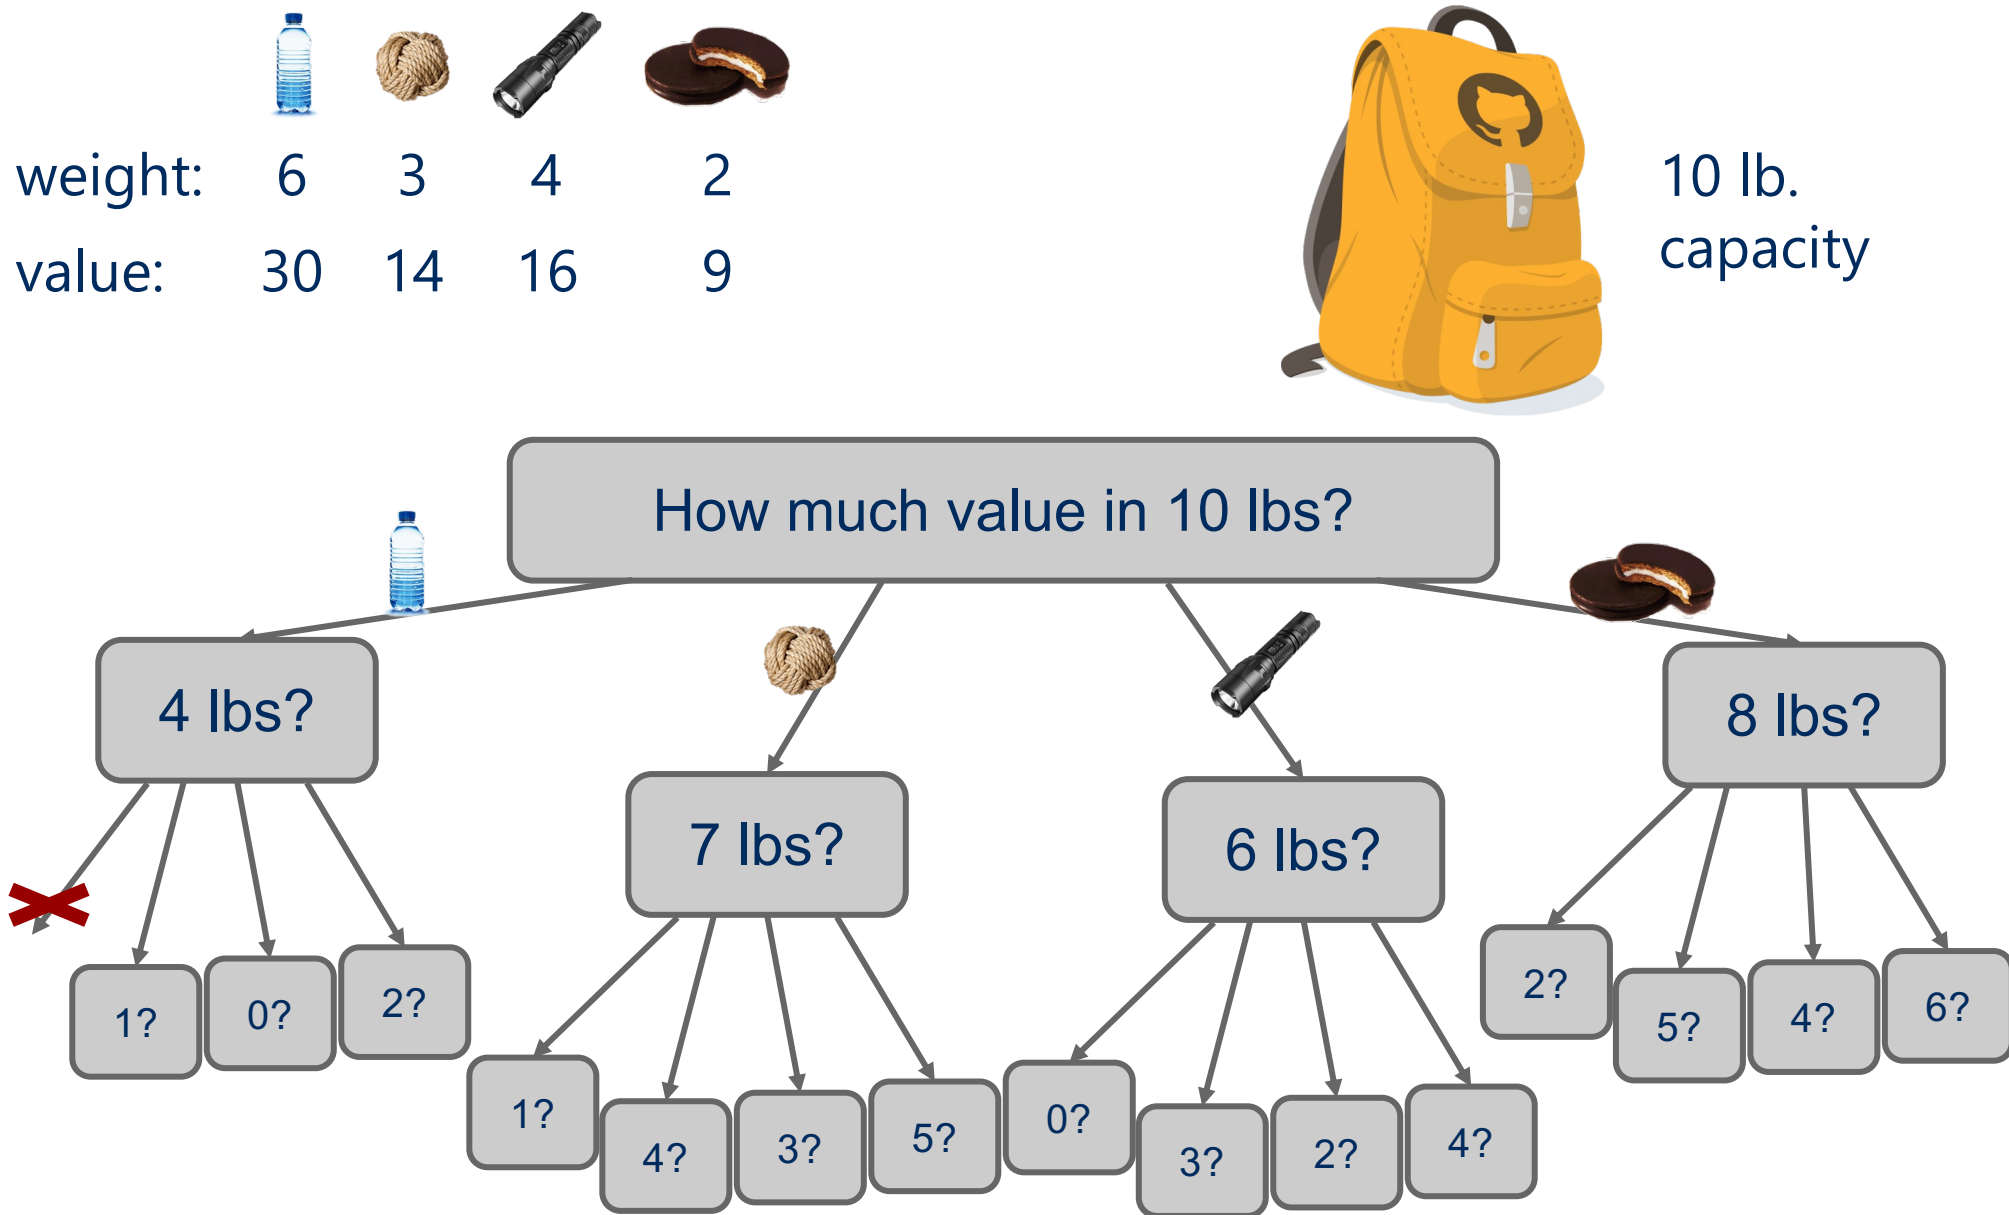 weight: 6 3 4 2
value: 30 14 16 9
10 lb.
capacity
How much value in 10 lbs?
4 lbs?
7 lbs?
6 lbs?
8 lbs?
1?
0?
2?
1?
4?
3?
5?
0?
3?
2?
4?
2?
5?
4?
6?